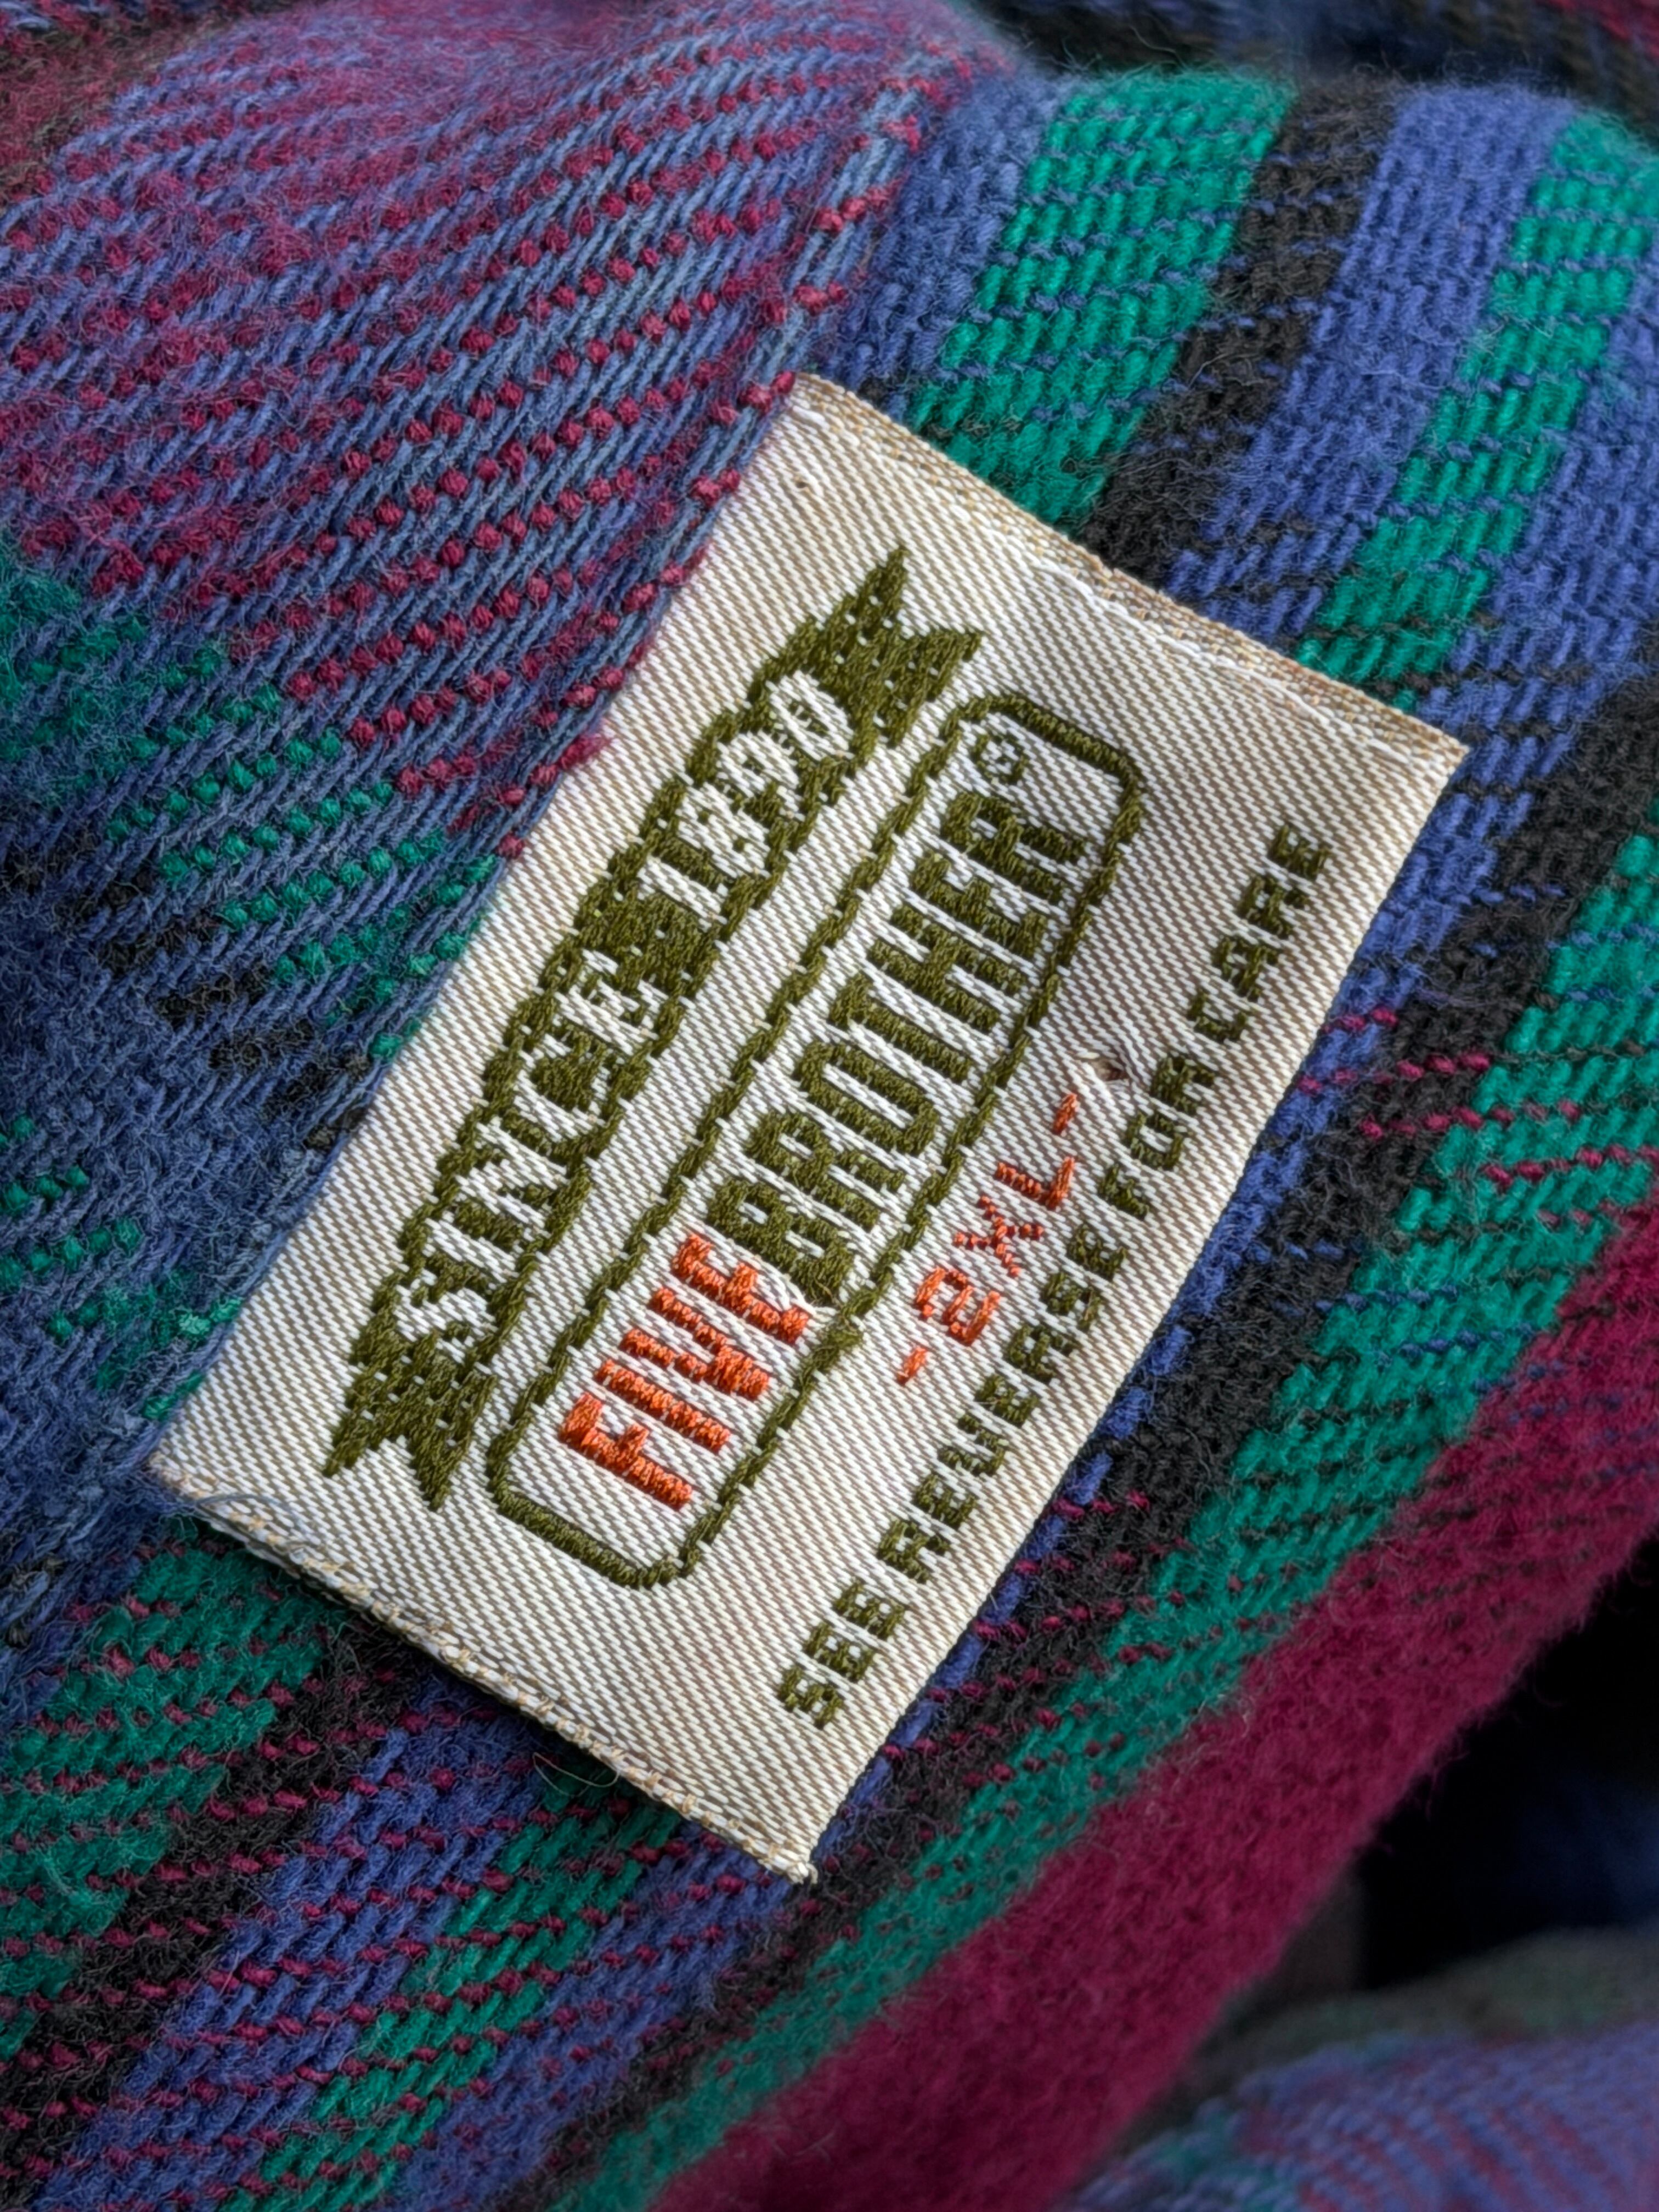 SINCE 1890
FIVE BROTHER®
-2XL-
SEE REVERSE FOR CARE